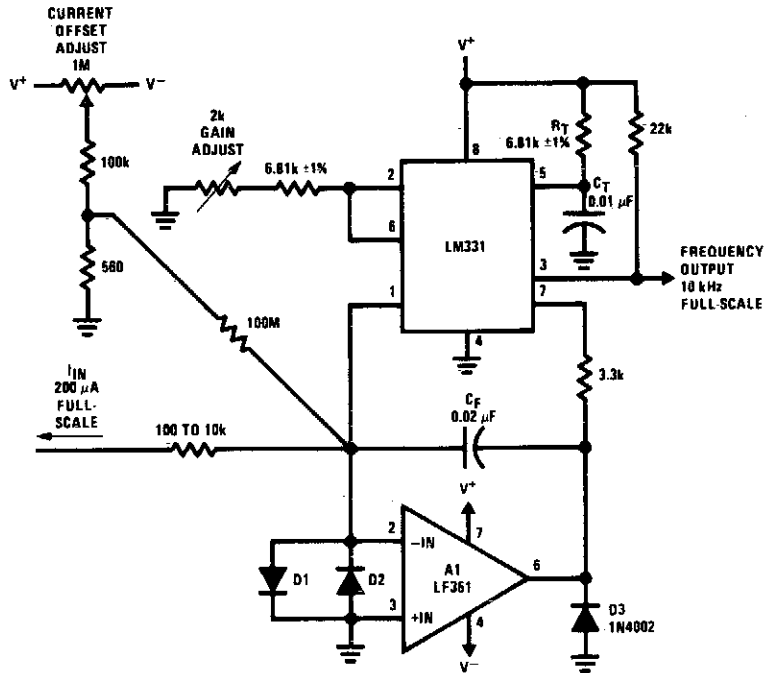 CURRENT
OFFSET
ADJUST
1M
V+
V−
100k
560
2k
GAIN
ADJUST
6.81k ±1%
V+
8
2
6
1
LM331
5
3
7
4
RT
6.81k ±1%
CT
0.01 µF
22k
FREQUENCY
OUTPUT
10 kHz
FULL-SCALE
100M
3.3k
IIN
200 µA
FULL-
SCALE
100 TO 10k
CF
0.02 µF
V+
7
2
−IN
A1
LF361
6
3
+IN
4
V−
D1
D2
D3
1N4002